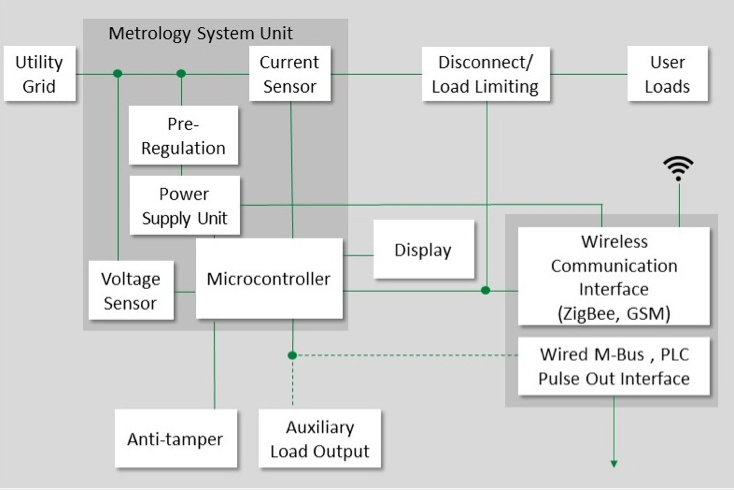 Metrology System Unit
Utility
Grid
Current
Sensor
Disconnect/
Load Limiting
User
Loads
Pre-
Regulation
Power
Supply Unit
Voltage
Sensor
Microcontroller
Display
Wireless
Communication
Interface
(ZigBee, GSM)
Wired M-Bus , PLC
Pulse Out Interface
Anti-tamper
Auxiliary
Load Output